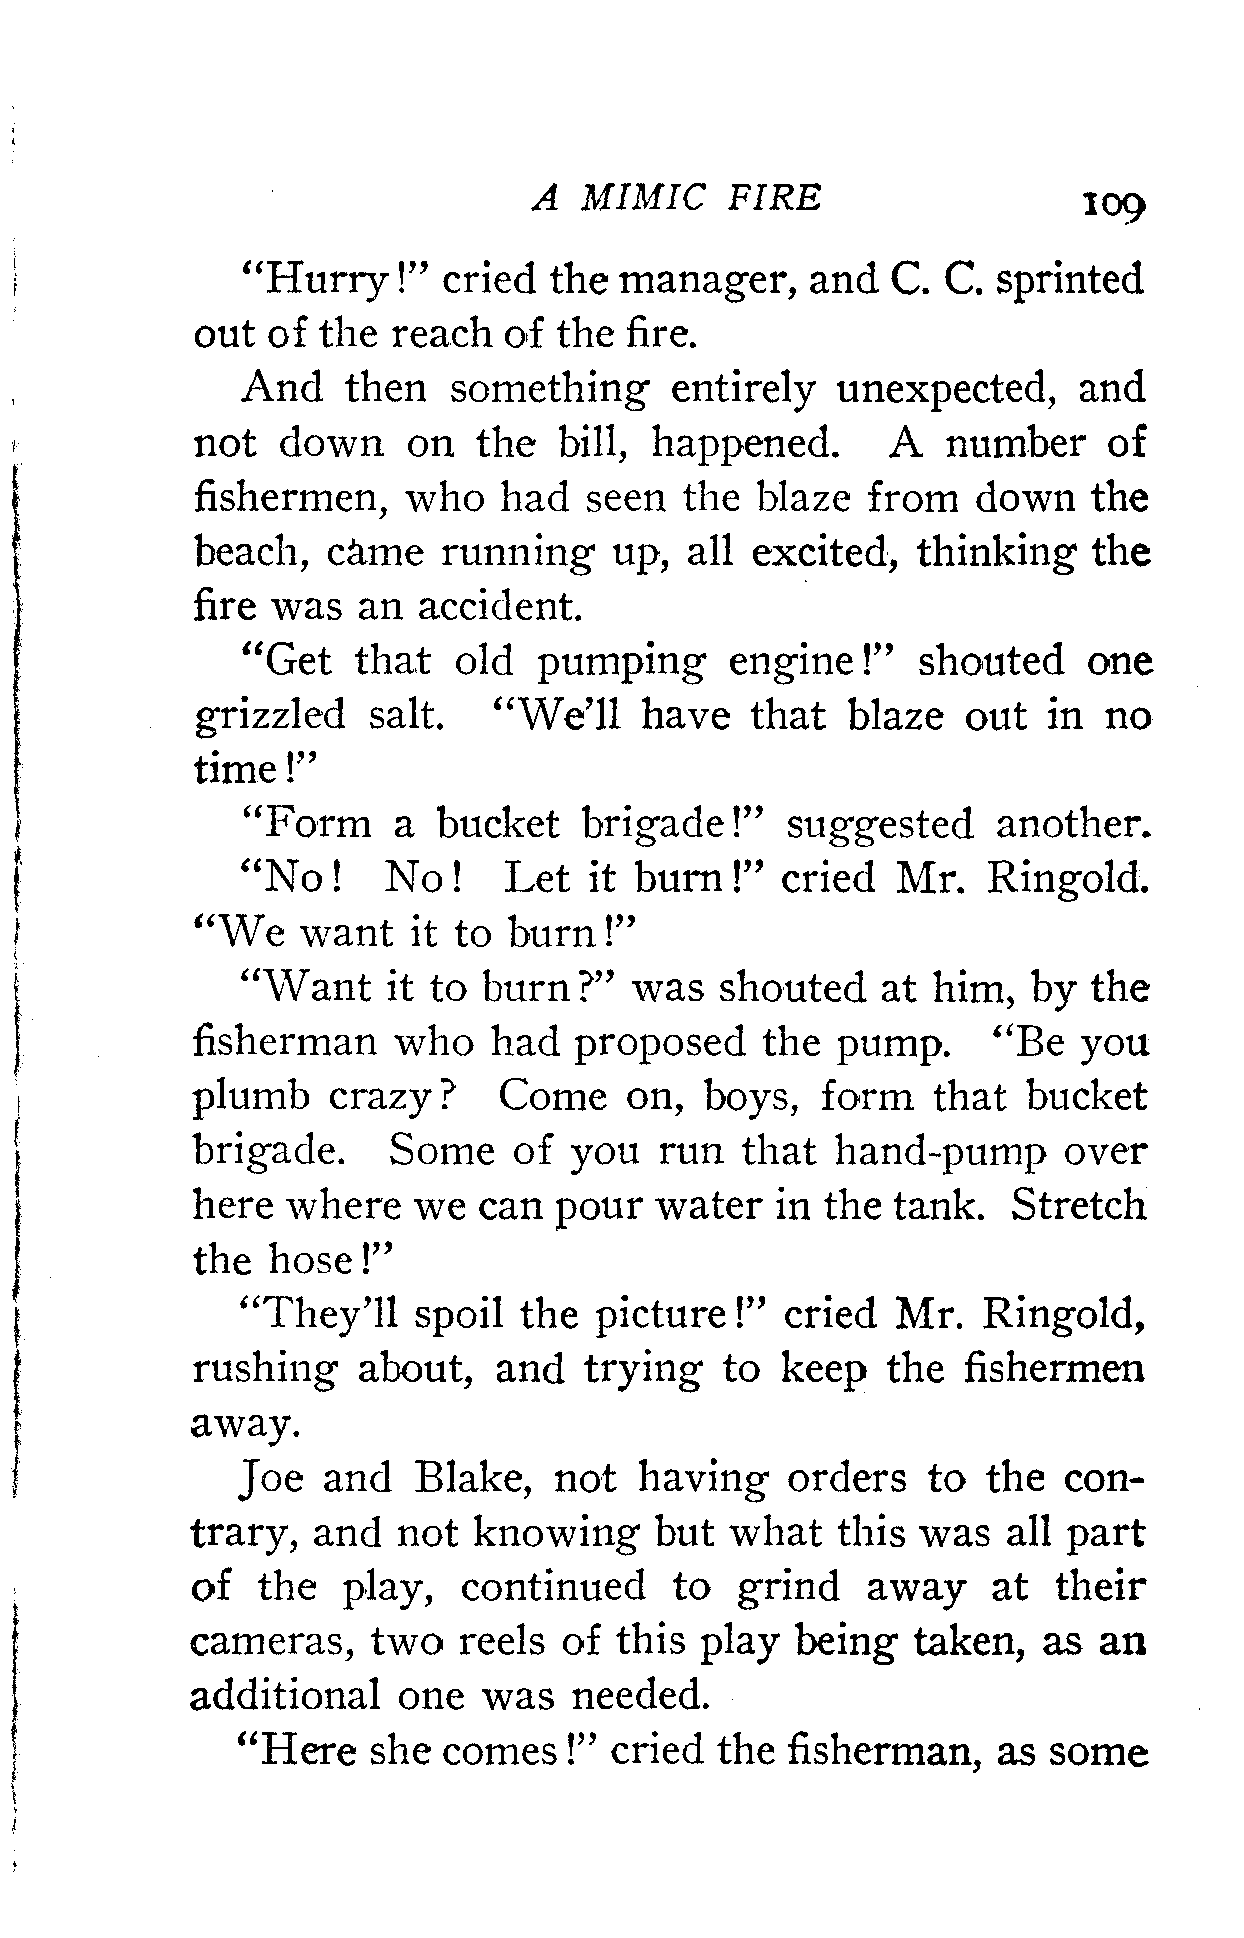 A MIMIC FIRE 109
"Hurry!" cried the manager, and C. C. sprinted
out of the reach of the fire.
And then something entirely unexpected, and
not down on the bill, happened. A number of
fishermen, who had seen the blaze from down the
beach, came running up, all excited, thinking the
fire was an accident.
"Get that old pumping engine!" shouted one
grizzled salt. "We'll have that blaze out in no
time!"
"Form a bucket brigade!" suggested another.
"No! No! Let it burn!" cried Mr. Ringold.
"We want it to burn!"
"Want it to burn?" was shouted at him, by the
fisherman who had proposed the pump. "Be you
plumb crazy? Come on, boys, form that bucket
brigade. Some of you run that hand-pump over
here where we can pour water in the tank. Stretch
the hose!"
"They'll spoil the picture!" cried Mr. Ringold,
rushing about, and trying to keep the fishermen
away.
Joe and Blake, not having orders to the con-
trary, and not knowing but what this was all part
of the play, continued to grind away at their
cameras, two reels of this play being taken, as an
additional one was needed.
"Here she comes!" cried the fisherman, as some